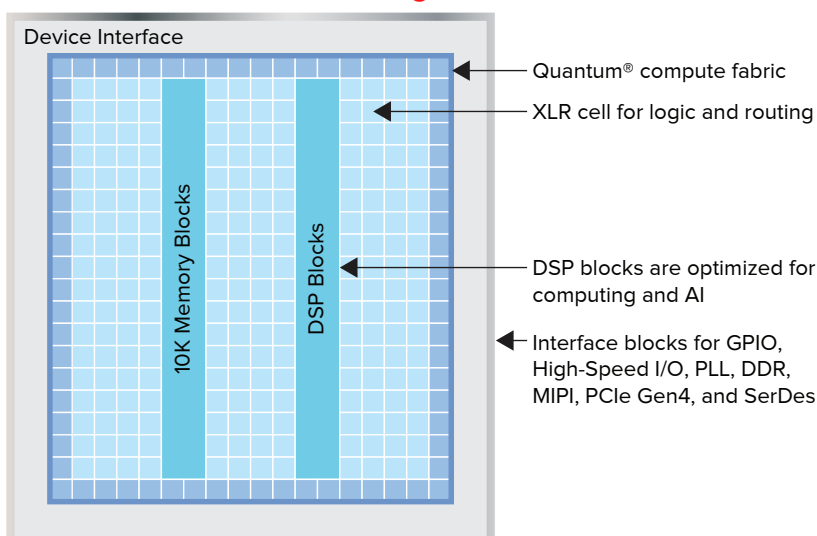 Device Interface
Quantum® compute fabric
XLR cell for logic and routing
10K Memory Blocks
DSP Blocks
DSP blocks are optimized for
computing and AI
Interface blocks for GPIO,
High-Speed I/O, PLL, DDR,
MIPI, PCIe Gen4, and SerDes